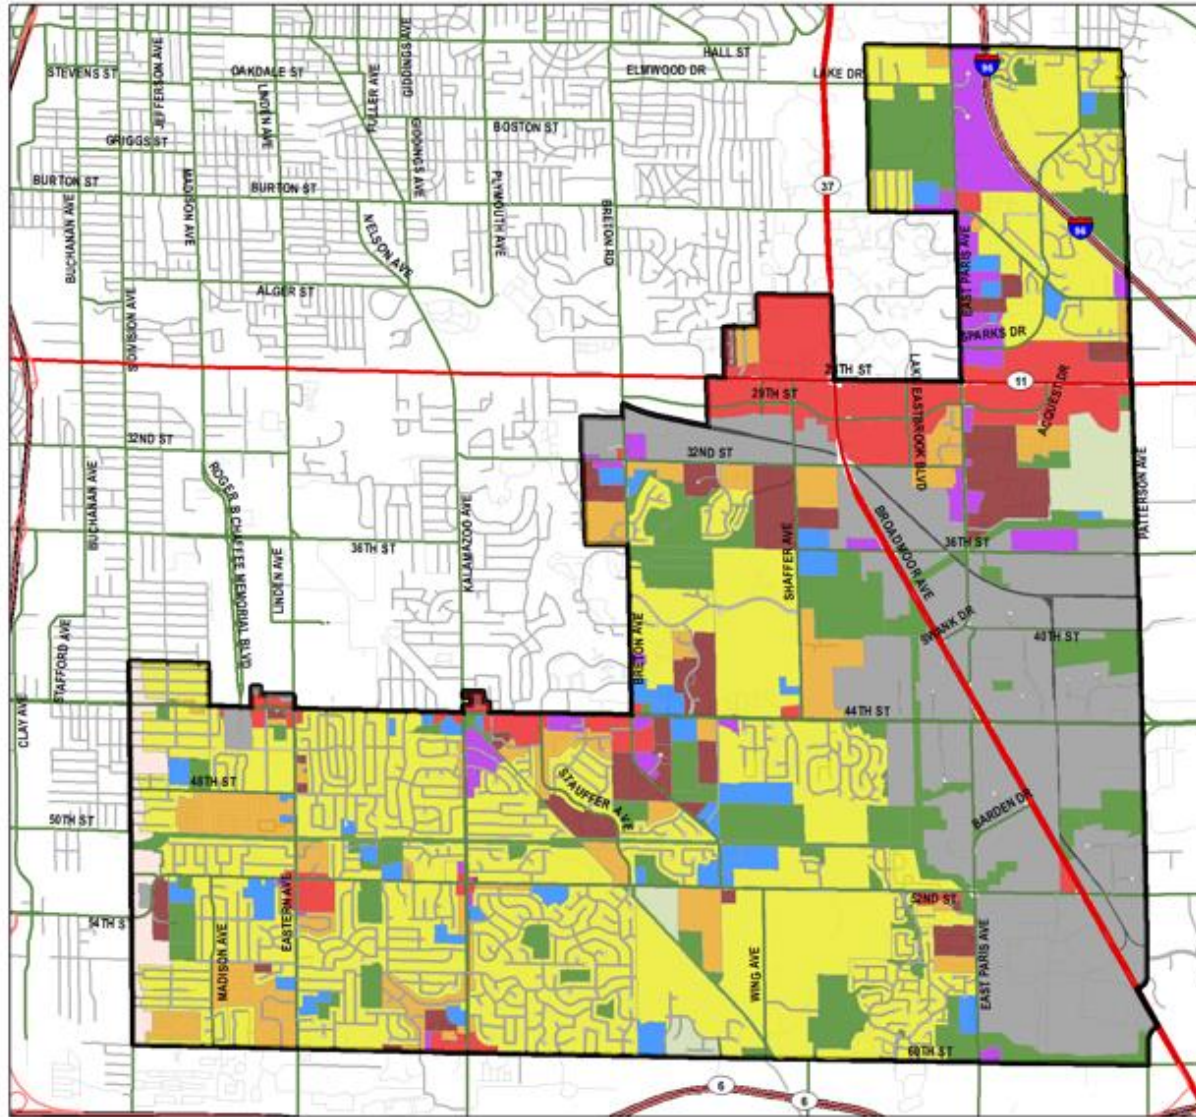 HALL ST
STEVENS ST
OAKDALE ST
ELMWOOD DR
LAKE DR
96
JEFFERSON AVE
LINDEN AVE
FULLER AVE
GIDDINGS AVE
BOSTON ST
GRIGGS ST
GIDDINGS AVE
BURTON ST
MADISON AVE
BURTON ST
PLYMOUTH AVE
37
BUCHANAN AVE
NELSON AVE
BRETON RD
96
EAST PARIS AVE
ALGER ST
S DIVISION AVE
SPARKS DR
28TH ST
11
29TH ST
LAKE EASTBROOK BLVD
ACQUEST DR
32ND ST
32ND ST
BUCHANAN AVE
ROGER B CHAFFEE MEMORIAL BLVD
KALAMAZOO AVE
PATTERSON AVE
36TH ST
LINDEN AVE
SHAFFER AVE
BROADMOOR AVE
36TH ST
STAFFORD AVE
BRETON AVE
SWANK DR
40TH ST
CLAY AVE
44TH ST
48TH ST
STAUFFER AVE
50TH ST
BARDEN DR
EASTERN AVE
52ND ST
54TH S
MADISON AVE
WING AVE
EAST PARIS AVE
60TH ST
6
6